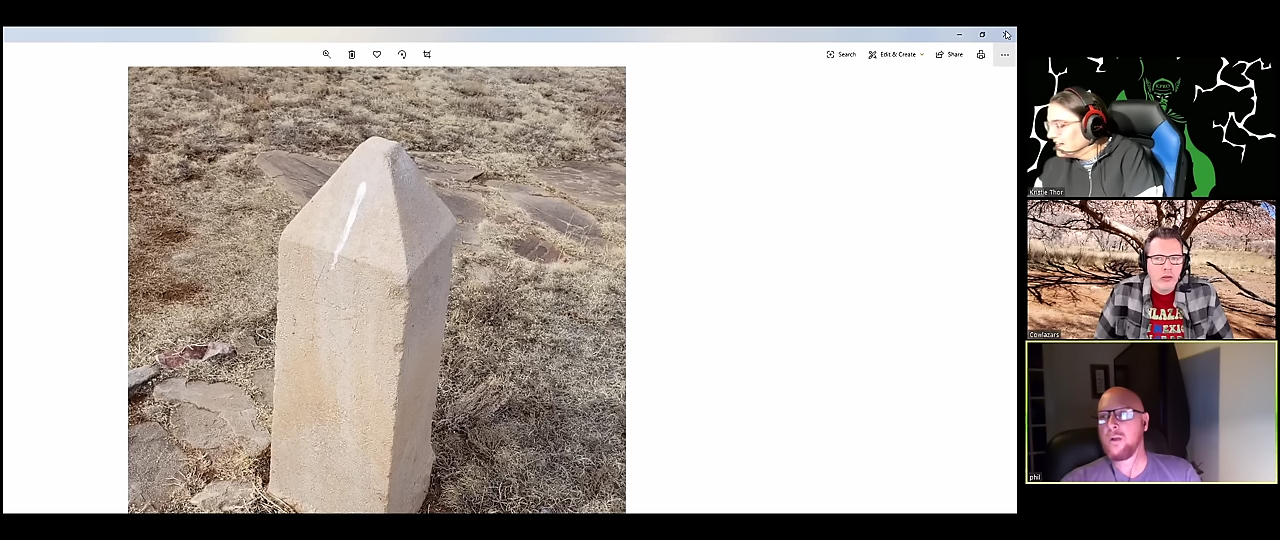 Search
Edit & Create
Share
Kristie Thor
Cowlazars
phil